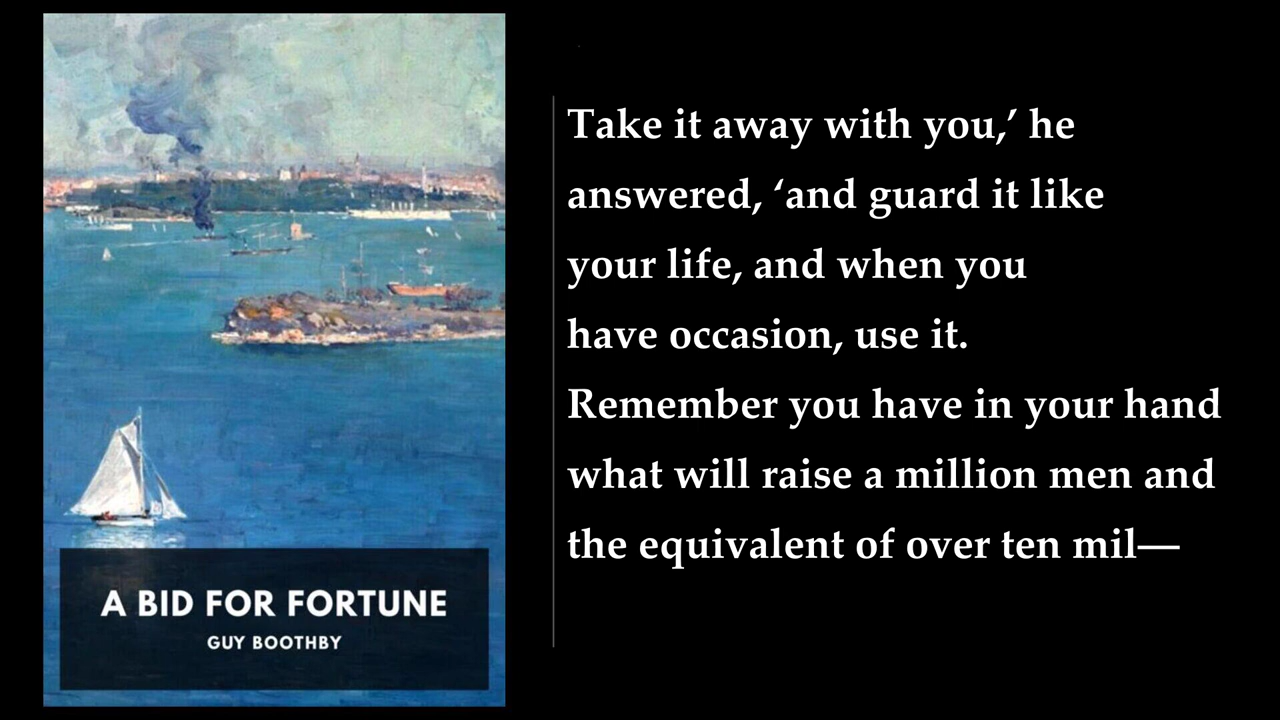 Take it away with you,’ he
answered, ‘and guard it like
your life, and when you
have occasion, use it.
Remember you have in your hand
what will raise a million men and
the equivalent of over ten mil—
A BID FOR FORTUNE
GUY BOOTHBY